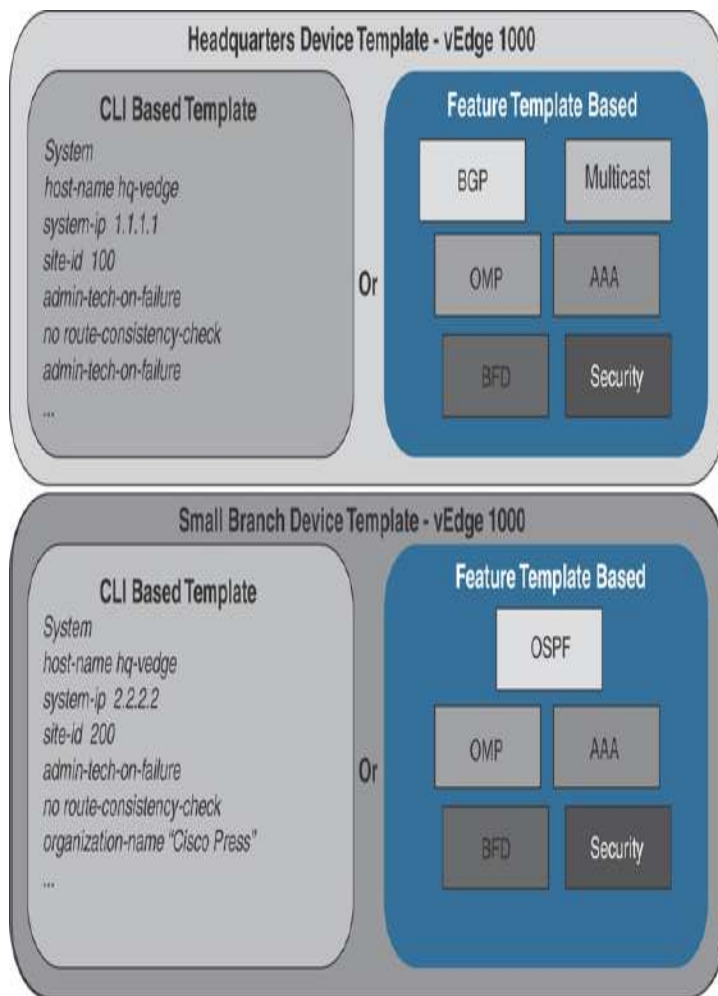 Headquarters Device Template - vEdge 1000
CLI Based Template
System
host-name hq-vedge
system-ip 1.1.1.1
site-id 100
admin-tech-on-failure
no route-consistency-check
admin-tech-on-failure
...
Or
Feature Template Based
BGP
Multicast
OMP
AAA
BFD
Security
Small Branch Device Template - vEdge 1000
CLI Based Template
System
host-name hq-vedge
system-ip 2.2.2.2
site-id 200
admin-tech-on-failure
no route-consistency-check
organization-name “Cisco Press”
...
Or
Feature Template Based
OSPF
OMP
AAA
BFD
Security